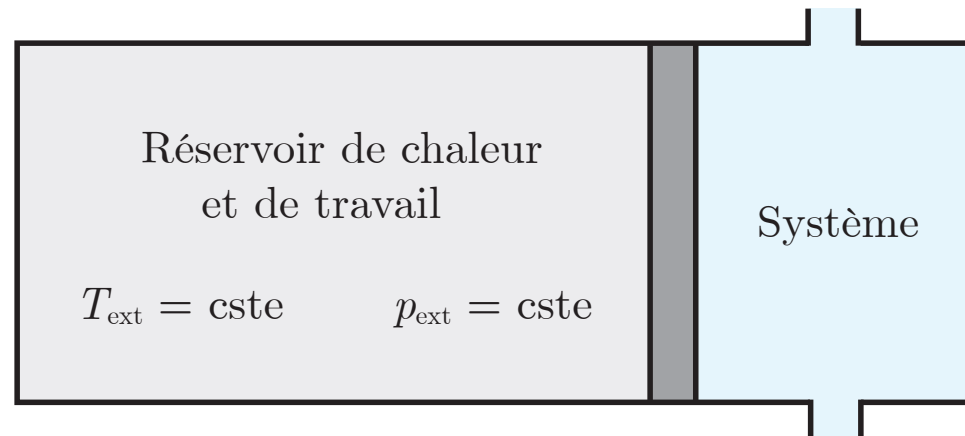 Réservoir de chaleur
et de travail
Système
T_ext = cste p_ext = cste